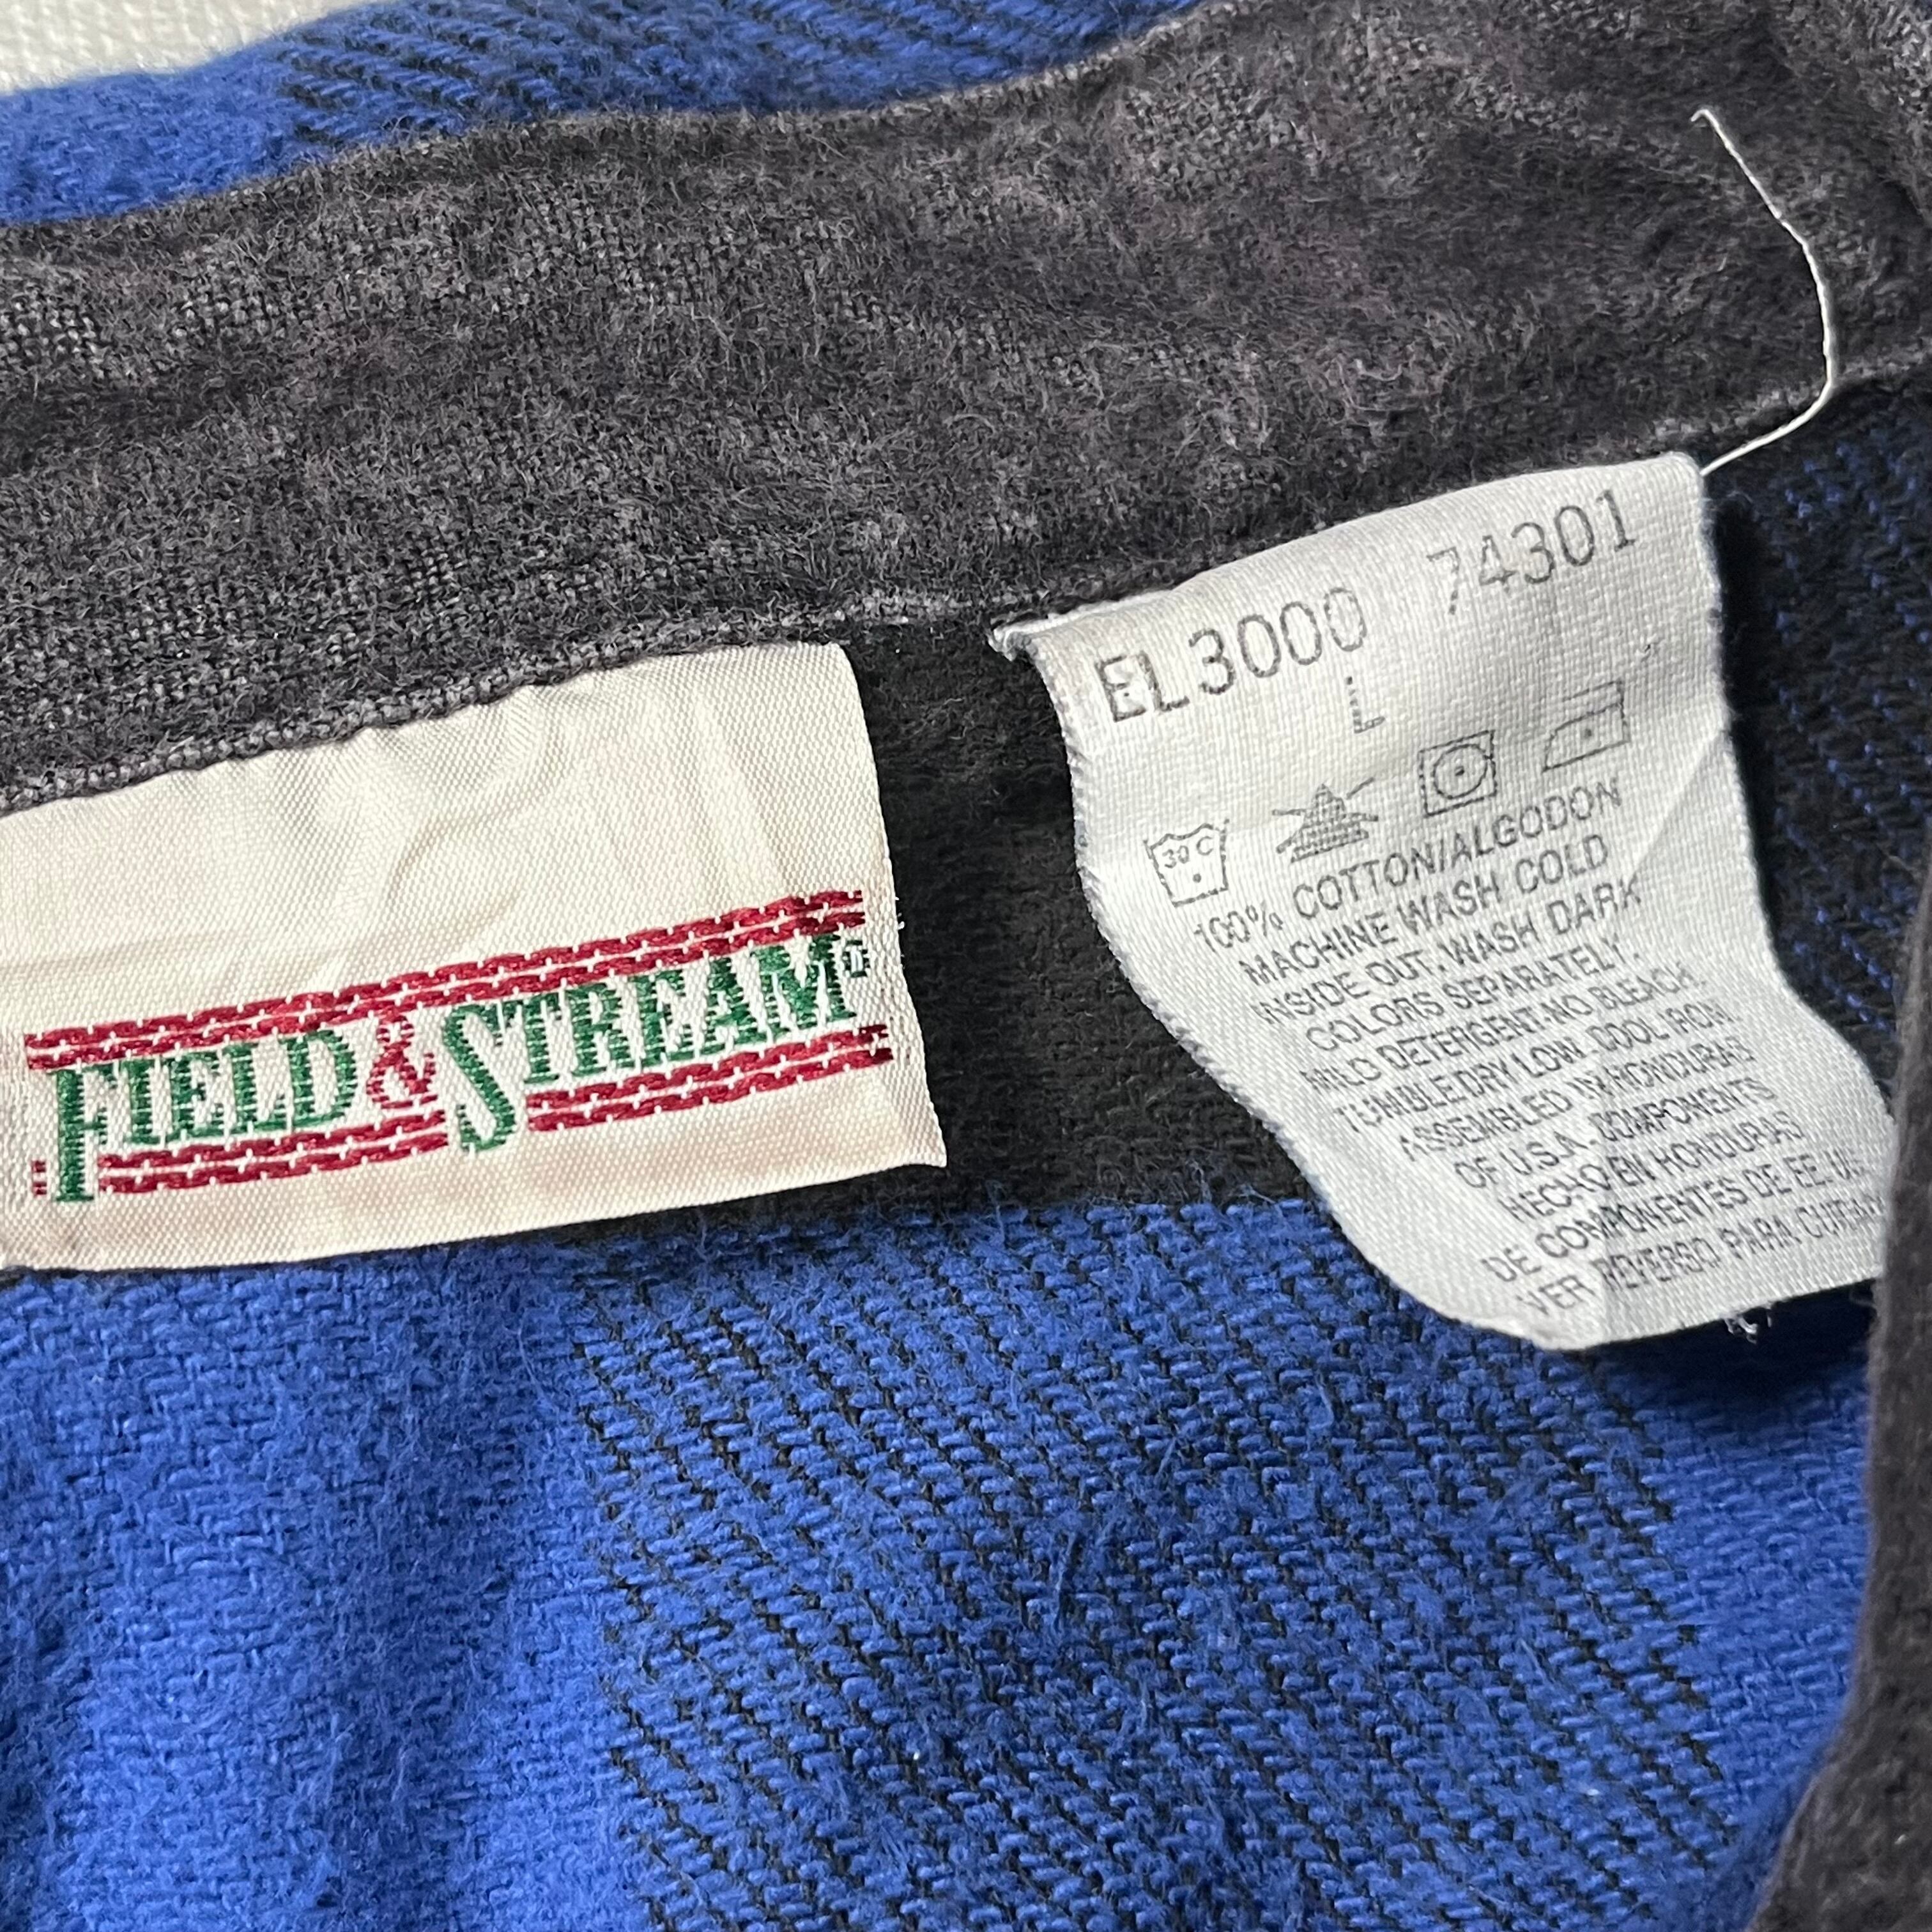 FIELD & STREAM
EL3000 74301
L
30 C
100% COTTON/ALGODON
MACHINE WASH COLD
INSIDE OUT. WASH DARK
COLORS SEPARATELY.
MILD DETERGENT NO BLEACH.
TUMBLE DRY LOW. COOL IRON
ASSEMBLED IN HONDURAS
OF U.S.A. COMPONENTS
HECHO EN HONDURAS
DE COMPONENTES DE EE.U
VER REVERSO PARA